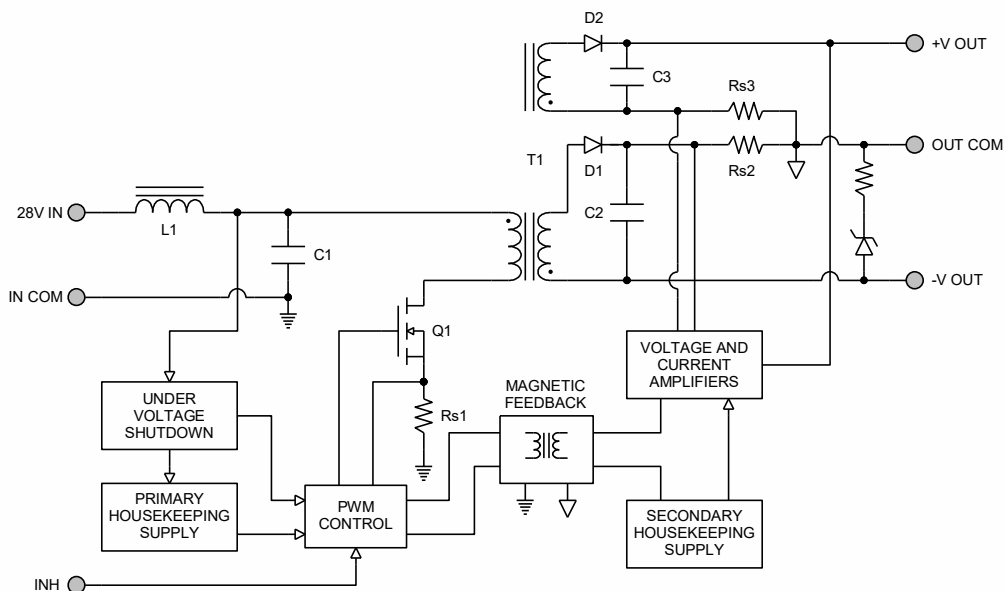 D2
+V OUT
C3
Rs3
OUT COM
T1
D1
Rs2
28V IN
L1
C2
C1
IN COM
-V OUT
Q1
VOLTAGE AND
CURRENT
AMPLIFIERS
MAGNETIC
FEEDBACK
UNDER
VOLTAGE
SHUTDOWN
Rs1
PRIMARY
HOUSEKEEPING
SUPPLY
PWM
CONTROL
SECONDARY
HOUSEKEEPING
SUPPLY
INH